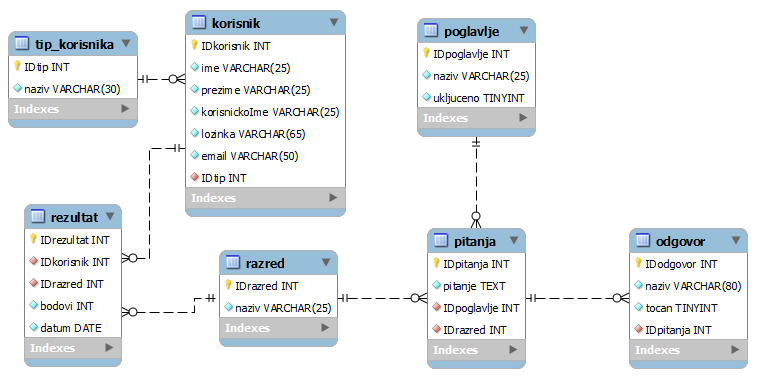 tip_korisnika
IDtip INT
naziv VARCHAR(30)
Indexes
korisnik
IDkorisnik INT
ime VARCHAR(25)
prezime VARCHAR(25)
korisnickoIme VARCHAR(25)
lozinka VARCHAR(65)
email VARCHAR(50)
IDtip INT
Indexes
poglavlje
IDpoglavlje INT
naziv VARCHAR(25)
ukljuceno TINYINT
Indexes
rezultat
IDrezultat INT
IDkorisnik INT
IDrazred INT
bodovi INT
datum DATE
Indexes
razred
IDrazred INT
naziv VARCHAR(25)
Indexes
pitanja
IDpitanja INT
pitanje TEXT
IDpoglavlje INT
IDrazred INT
Indexes
odgovor
IDodgovor INT
naziv VARCHAR(80)
tocan TINYINT
IDpitanja INT
Indexes